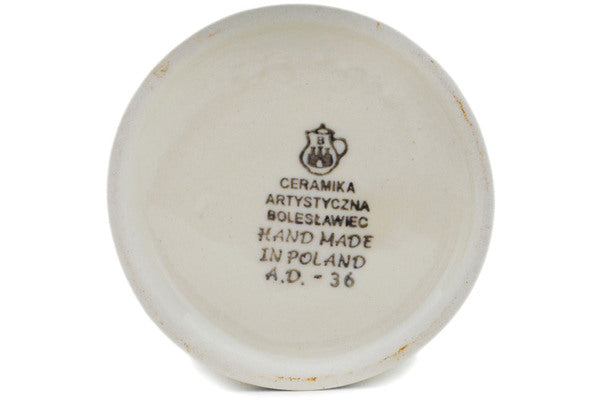 B
CERAMIKA
ARTYSTYCZNA
BOLESŁAWIEC
HAND MADE
IN POLAND
A.D. - 36